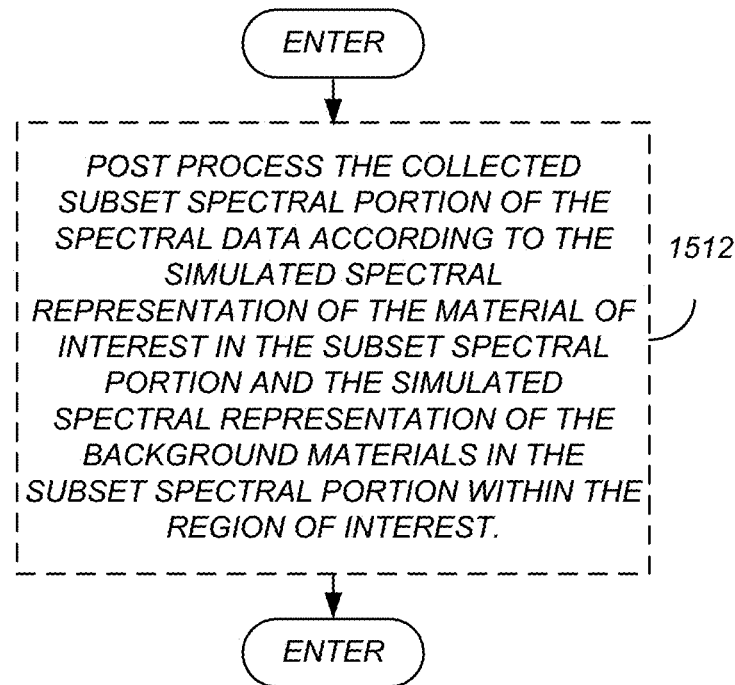 ENTER
POST PROCESS THE COLLECTED
SUBSET SPECTRAL PORTION OF THE
SPECTRAL DATA ACCORDING TO THE
SIMULATED SPECTRAL
REPRESENTATION OF THE MATERIAL OF
INTEREST IN THE SUBSET SPECTRAL
PORTION AND THE SIMULATED
SPECTRAL REPRESENTATION OF THE
BACKGROUND MATERIALS IN THE
SUBSET SPECTRAL PORTION WITHIN THE
REGION OF INTEREST.
1512
ENTER